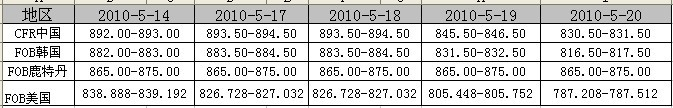 地区 2010-5-14 2010-5-17 2010-5-18 2010-5-19 2010-5-20
CFR中国 892.00-893.00 893.50-894.50 893.50-894.50 845.50-846.50 830.50-831.50
FOB韩国 882.00-883.00 883.50-884.50 883.50-884.50 831.50-832.50 816.50-817.50
FOB鹿特丹 865.00-875.00 865.00-875.00 865.00-875.00 865.00-875.00 865.00-875.00
FOB美国 838.888-839.192 826.728-827.032 826.728-827.032 805.448-805.752 787.208-787.512